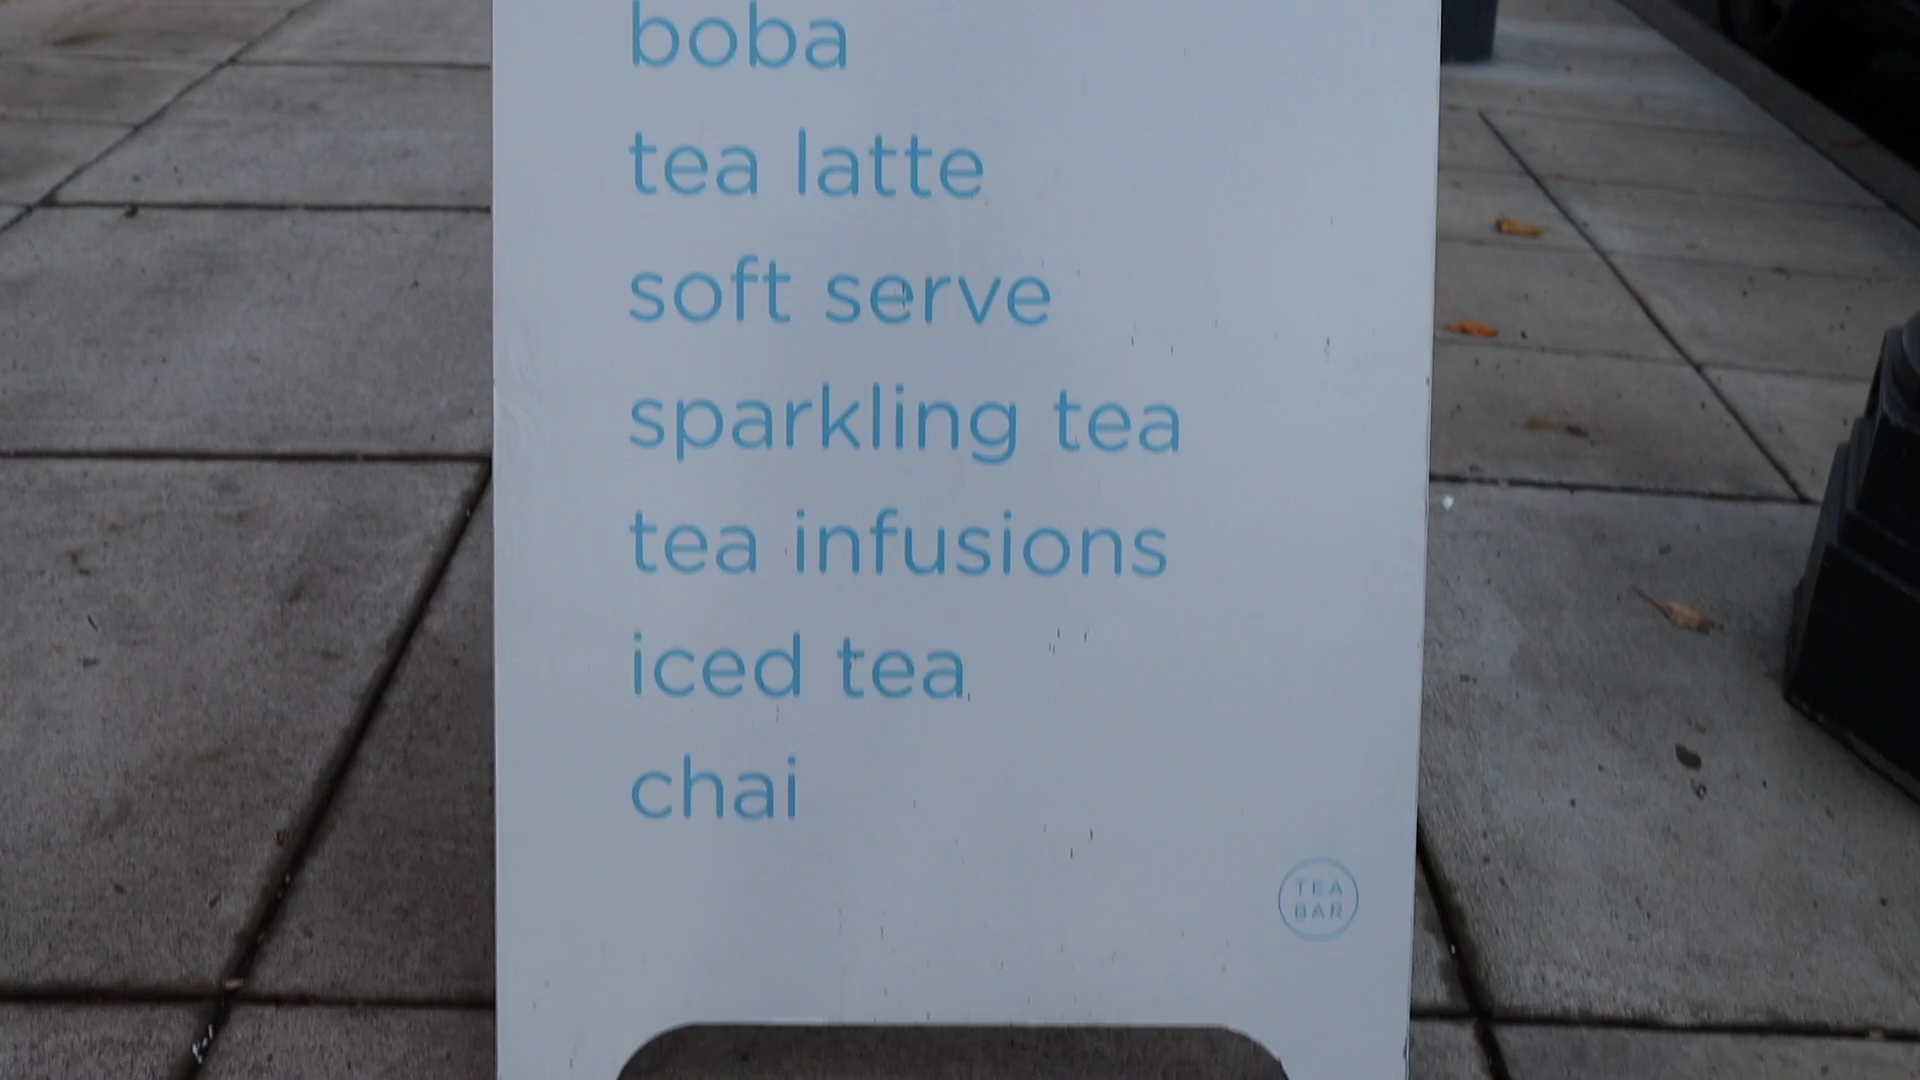 boba
tea latte
soft serve
sparkling tea
tea infusions
iced tea
chai
TEA
BAR